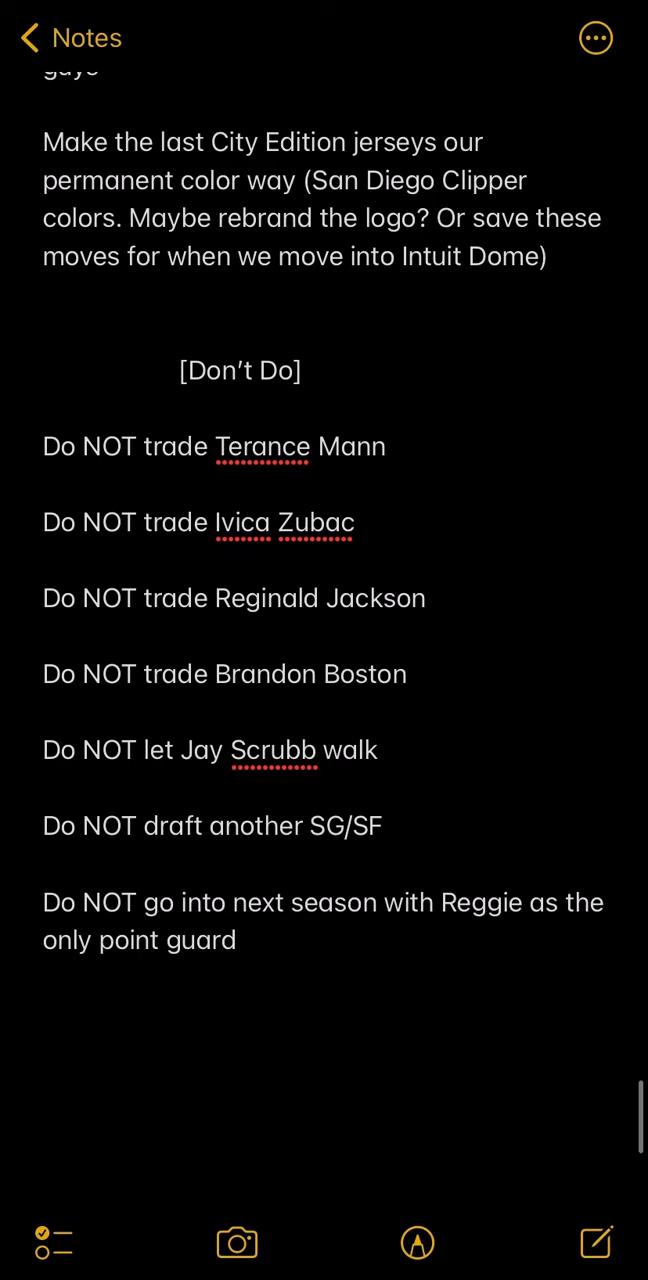 Notes
Make the last City Edition jerseys our
permanent color way (San Diego Clipper
colors. Maybe rebrand the logo? Or save these
moves for when we move into Intuit Dome)
[Don't Do]
Do NOT trade Terance Mann
Do NOT trade Ivica Zubac
Do NOT trade Reginald Jackson
Do NOT trade Brandon Boston
Do NOT let Jay Scrubb walk
Do NOT draft another SG/SF
Do NOT go into next season with Reggie as the
only point guard